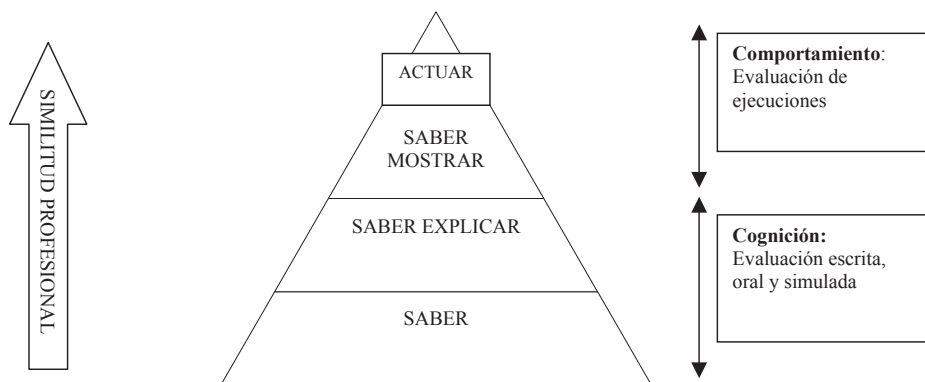 SIMILITUD PROFESIONAL
ACTUAR
SABER
MOSTRAR
SABER EXPLICAR
SABER
Comportamiento:
Evaluación de
ejecuciones
Cognición:
Evaluación escrita,
oral y simulada